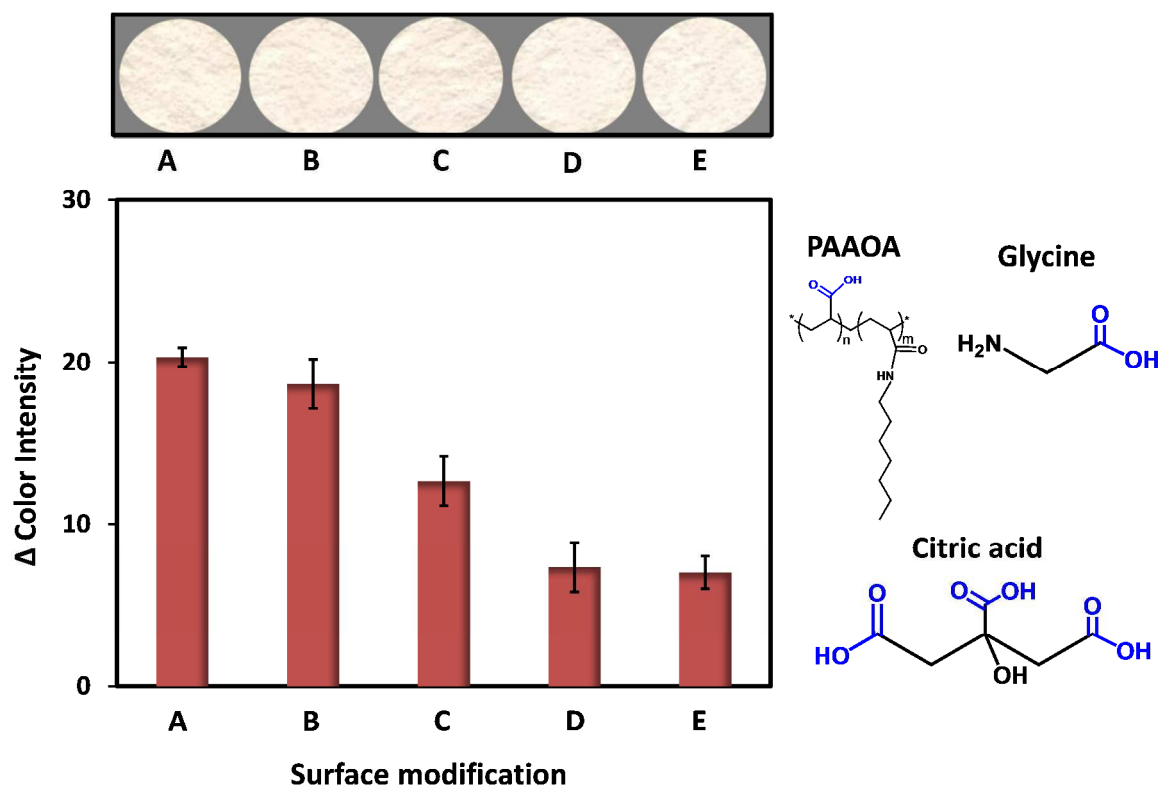 A B C D E
30
20
10
0
Δ Color Intensity
A B C D E
Surface modification
PAAOA
O
OH
*
n
m
*
O
HN
Glycine
H2N
O
OH
Citric acid
O
HO
O
OH
OH
O
OH